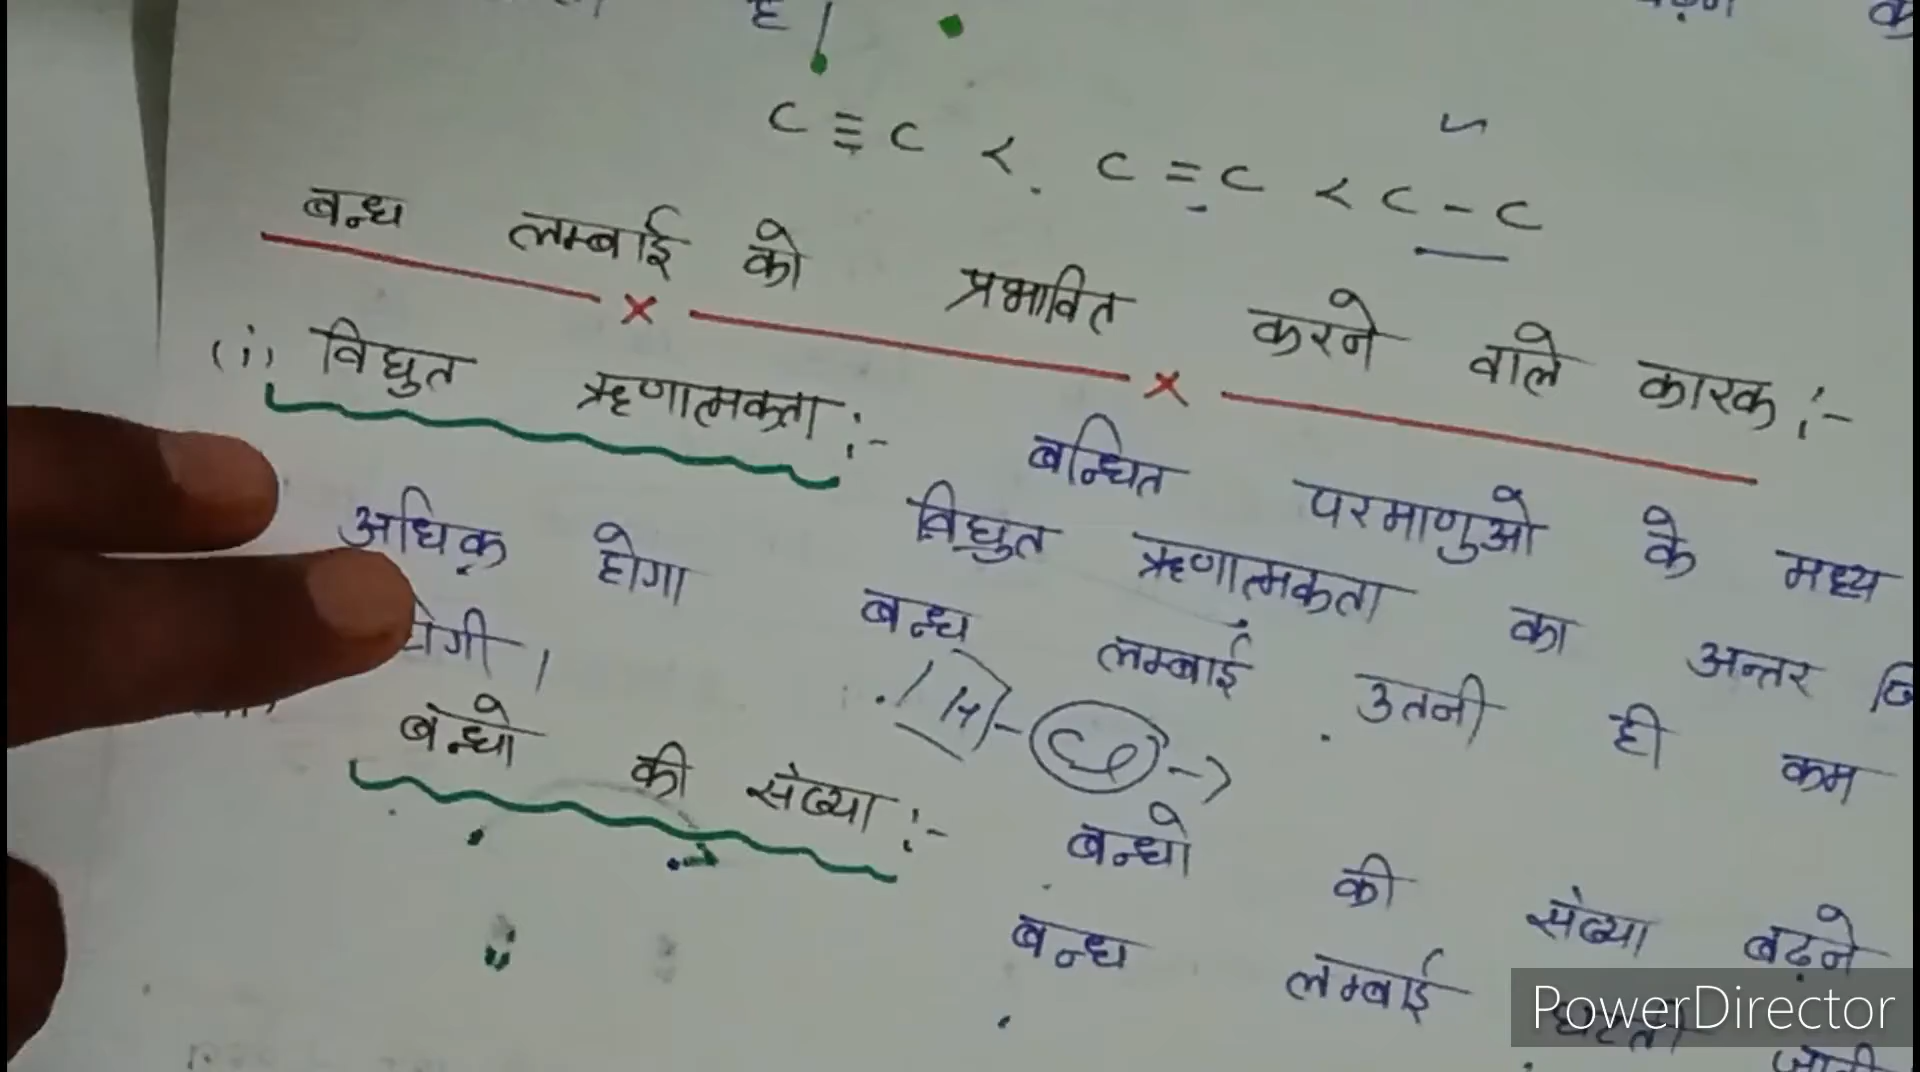 है।
C ≡ C < C = C < C - C
बन्ध लम्बाई को प्रभावित करने वाले कारक :-
(i) विद्युत ऋणात्मकता :- बन्धित परमाणुओ के मध्य
विद्युत ऋणात्मकता का अन्तर
अधिक होगा बन्ध लम्बाई उतनी ही कम
बन्धो की संख्या :- बन्धो की संख्या बढ़ने
बन्ध लम्बाई घटती जाती
PowerDirector